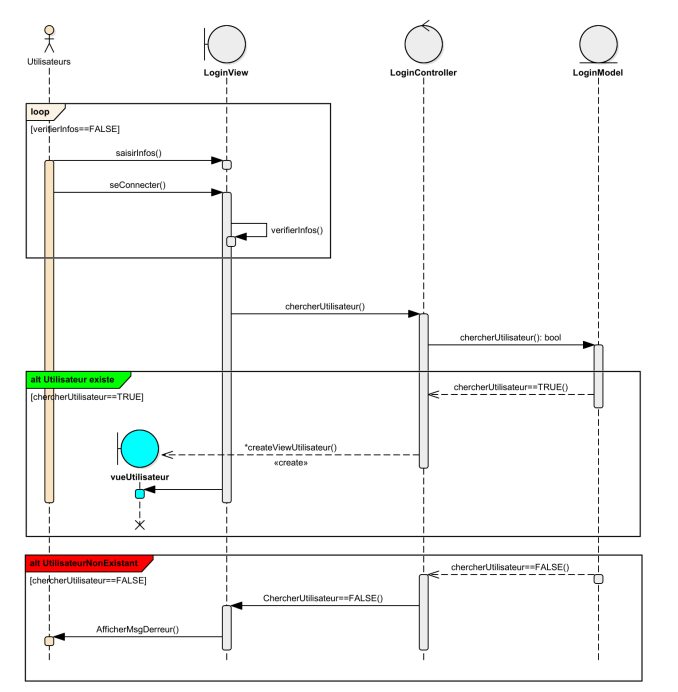 Utilisateurs
LoginView
LoginController
LoginModel
loop
[verifierInfos==FALSE]
saisirInfos()
seConnecter()
verifierInfos()
chercherUtilisateur()
chercherUtilisateur(): bool
alt Utilisateur existe
[chercherUtilisateur==TRUE]
chercherUtilisateur==TRUE()
*createViewUtilisateur()
«create»
vueUtilisateur
alt UtilisateurNonExistant
[chercherUtilisateur==FALSE]
chercherUtilisateur==FALSE()
ChercherUtilisateur==FALSE()
AfficherMsgDerreur()